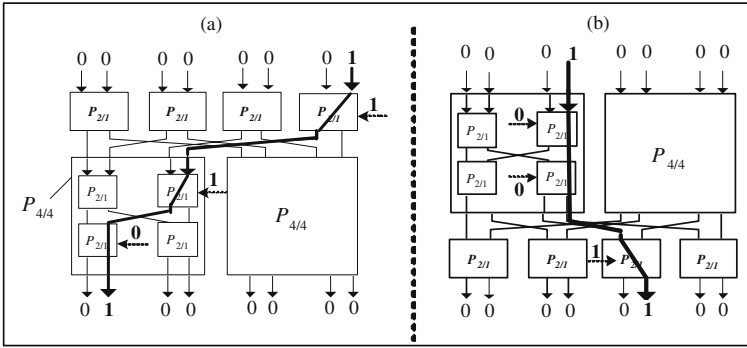 (a) (b)
0 0 0 0 0 0 0 1 0 0 1 0 0 0 0
P2/1 P2/1 P2/1 P2/1 1
0 P2/1 P2/1
P4/4 P2/1 P2/1 1 P4/4 P2/1 P2/1 0 P4/4
P2/1 0 P2/1
P2/1 P2/1 1 P2/1 P2/1
0 1 0 0 0 0 0 0 0 0 0 0 1 0 0